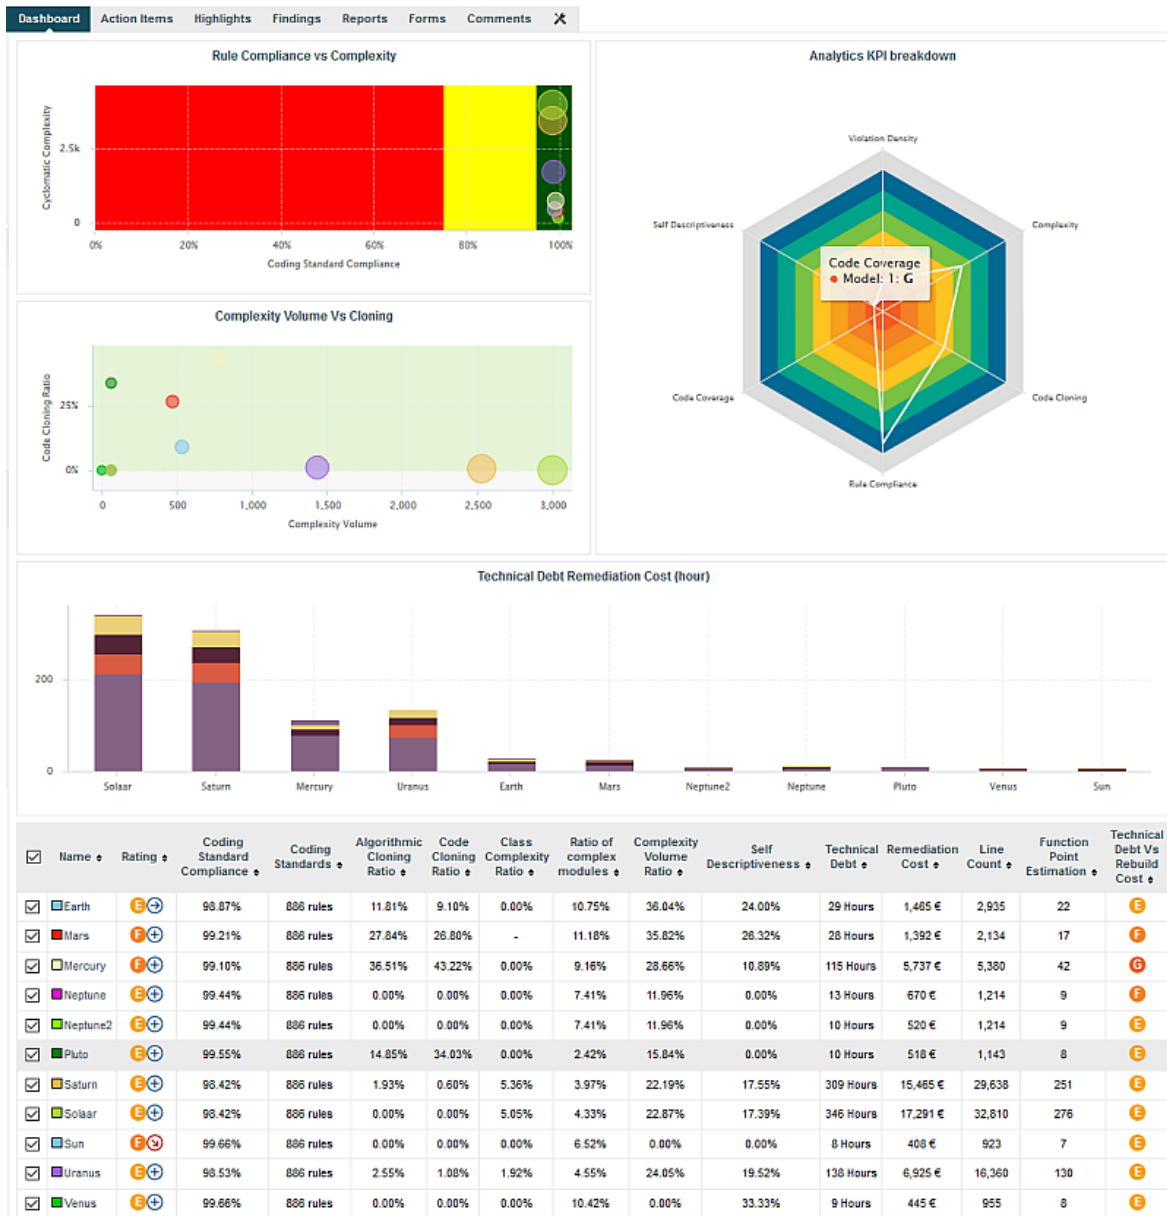 Dashboard Action Items Highlights Findings Reports Forms Comments
Rule Compliance vs Complexity
Cyclomatic Complexity
2.5k
0
0% 20% 40% 60% 80% 100%
Coding Standard Compliance
Complexity Volume Vs Cloning
Code Cloning Ratio
25%
0%
0 500 1,000 1,500 2,000 2,500 3,000
Complexity Volume
Analytics KPI breakdown
Violation Density
Self Descriptiveness Complexity
Code Coverage
Model: 1: G
Code Coverage Code Cloning
Rule Compliance
Technical Debt Remediation Cost (hour)
200
0
Solaar Saturn Mercury Uranus Earth Mars Neptune2 Neptune Pluto Venus Sun
Name Rating Coding Standard Compliance Coding Standards Algorithmic Cloning Ratio Code Cloning Ratio Class Complexity Ratio Ratio of complex modules Complexity Volume Ratio Self Descriptiveness Technical Debt Remediation Cost Line Count Function Point Estimation Technical Debt Vs Rebuild Cost
Earth E 98.87% 886 rules 11.81% 9.10% 0.00% 10.75% 36.04% 24.00% 29 Hours 1,465 € 2,935 22 E
Mars F 99.21% 886 rules 27.84% 26.80% - 11.18% 35.82% 26.32% 28 Hours 1,392 € 2,134 17 F
Mercury F 99.10% 886 rules 36.51% 43.22% 0.00% 9.16% 28.66% 10.89% 115 Hours 5,737 € 5,380 42 G
Neptune E 99.44% 886 rules 0.00% 0.00% 0.00% 7.41% 11.96% 0.00% 13 Hours 670 € 1,214 9 F
Neptune2 E 99.44% 886 rules 0.00% 0.00% 0.00% 7.41% 11.96% 0.00% 10 Hours 520 € 1,214 9 E
Pluto E 99.55% 886 rules 14.85% 34.03% 0.00% 2.42% 15.84% 0.00% 10 Hours 518 € 1,143 8 E
Saturn E 98.42% 886 rules 1.93% 0.60% 5.36% 3.97% 22.19% 17.55% 309 Hours 15,465 € 29,638 251 E
Solaar E 98.42% 886 rules 0.00% 0.00% 5.05% 4.33% 22.87% 17.39% 346 Hours 17,291 € 32,810 276 E
Sun F 99.66% 886 rules 0.00% 0.00% 0.00% 6.52% 0.00% 0.00% 8 Hours 408 € 923 7 E
Uranus E 98.53% 886 rules 2.55% 1.08% 1.92% 4.55% 24.05% 19.52% 138 Hours 6,925 € 16,360 130 E
Venus E 99.66% 886 rules 0.00% 0.00% 0.00% 10.42% 0.00% 33.33% 9 Hours 445 € 955 8 E